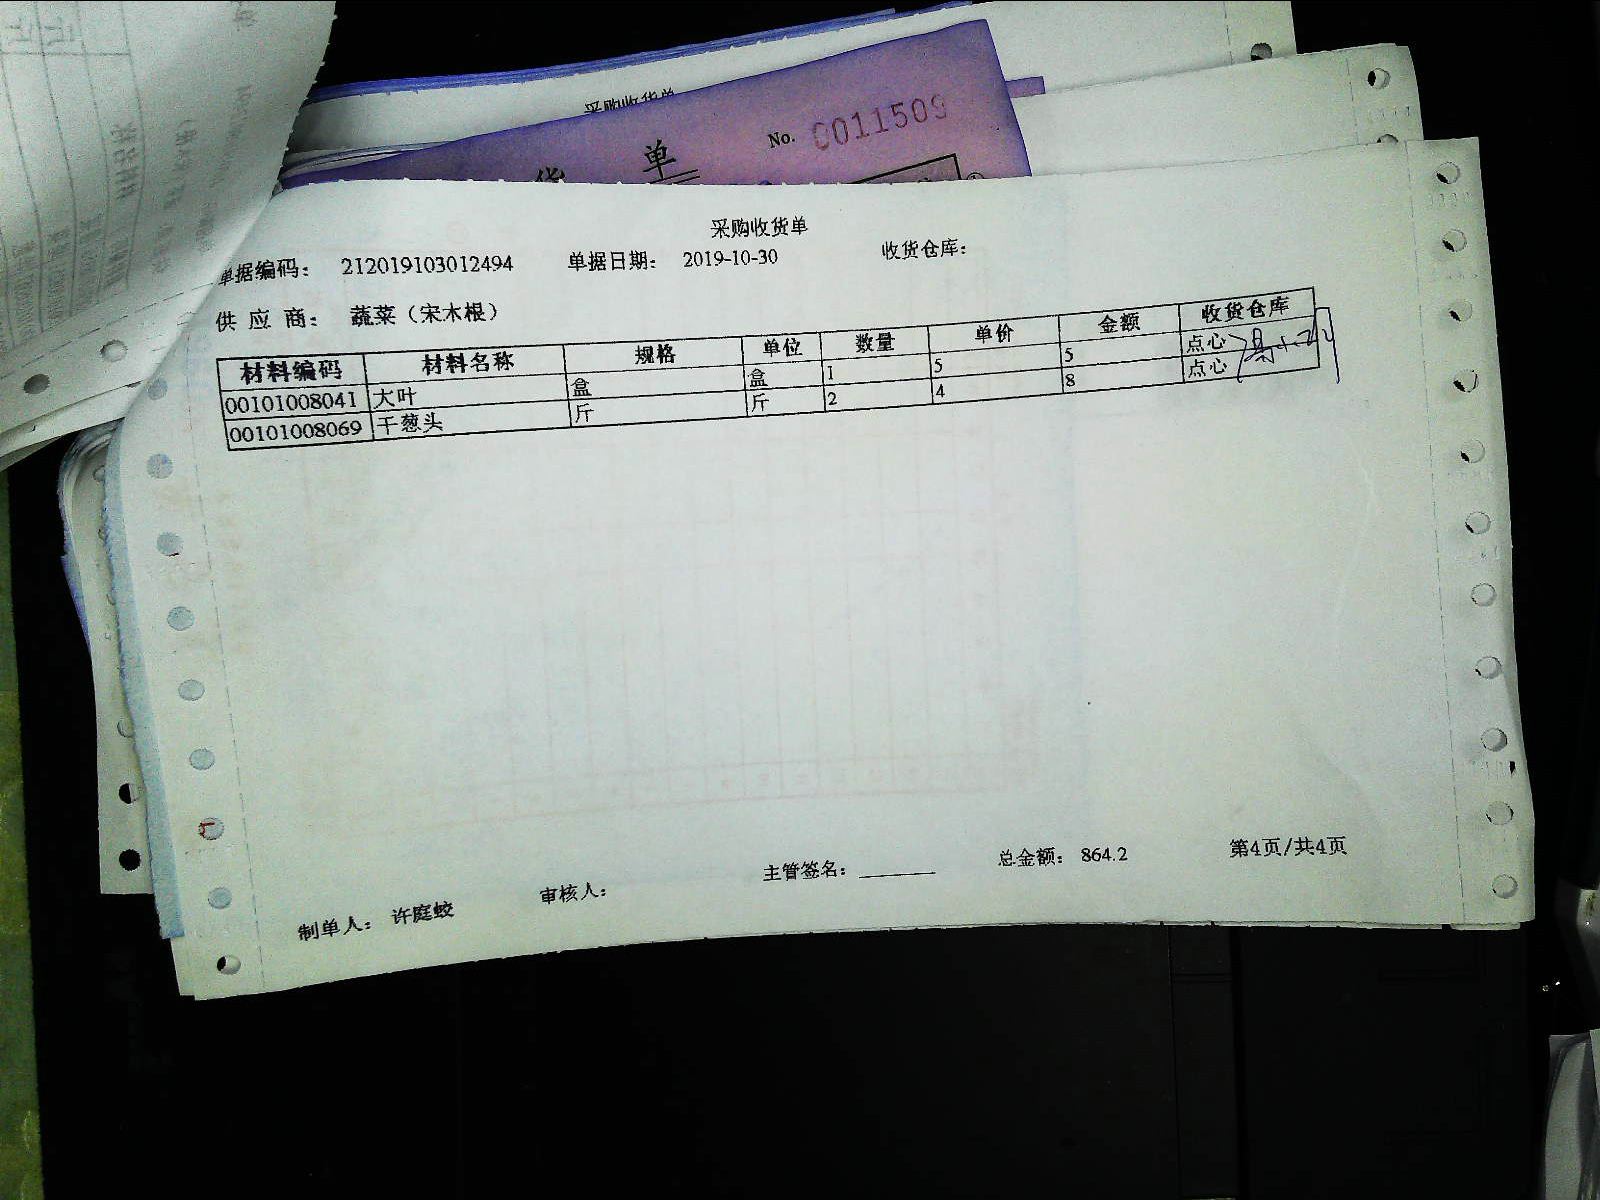 采购收货单
货 单
No. 0011509
采购收货单
单据编码： 212019103012494 单据日期： 2019-10-30 收货仓库：
供 应 商： 蔬菜（宋木根）
材料编码 材料名称 规格 单位 数量 单价 金额 收货仓库
00101008041 大叶 盒 盒 1 5 5 点心
00101008069 干葱头 斤 斤 2 4 8 点心
制单人： 许庭蛟 审核人： 主管签名： 总金额： 864.2 第4页/共4页